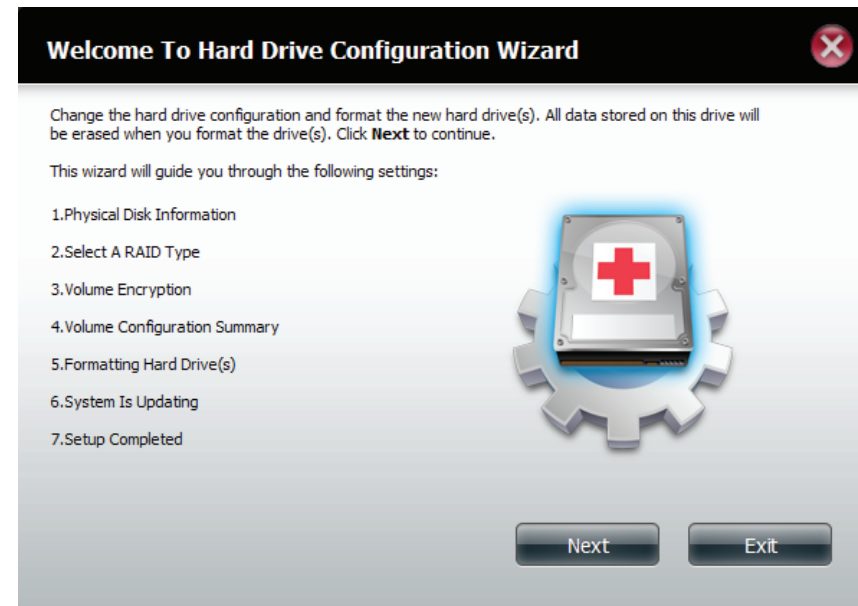 Welcome To Hard Drive Configuration Wizard
Change the hard drive configuration and format the new hard drive(s). All data stored on this drive will
be erased when you format the drive(s). Click Next to continue.
This wizard will guide you through the following settings:
1.Physical Disk Information
2.Select A RAID Type
3.Volume Encryption
4.Volume Configuration Summary
5.Formatting Hard Drive(s)
6.System Is Updating
7.Setup Completed
Next
Exit